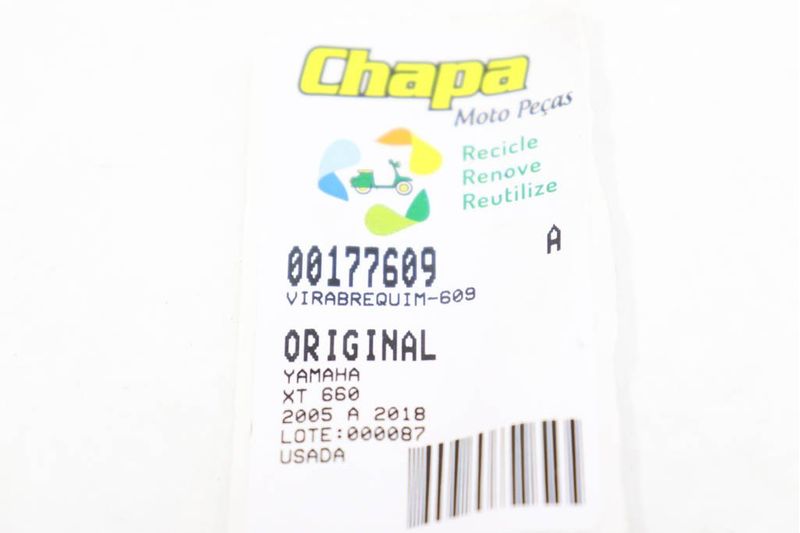 Chapa
Moto Peças
Recicle
Renove
Reutilize
A
00177609
VIRABREQUIM-609
ORIGINAL
YAMAHA
XT 660
2005 A 2018
LOTE:000087
USADA